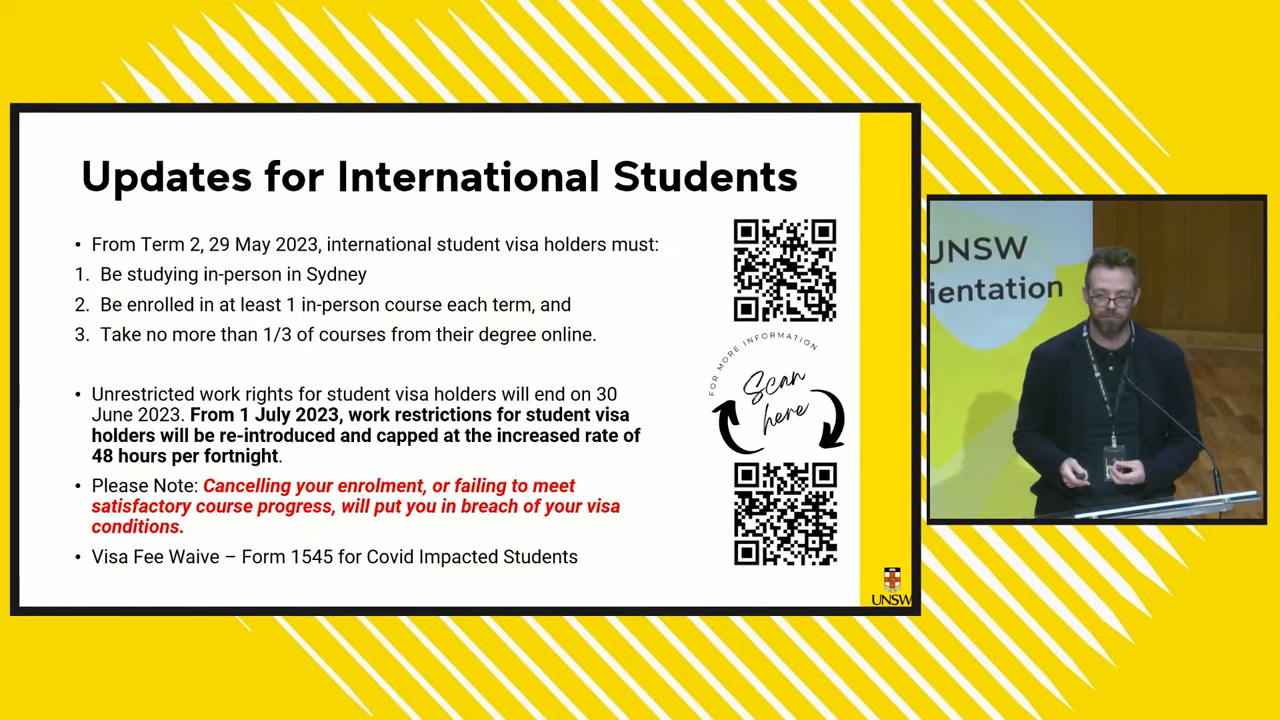 Updates for International Students
• From Term 2, 29 May 2023, international student visa holders must:
1. Be studying in-person in Sydney
2. Be enrolled in at least 1 in-person course each term, and
3. Take no more than 1/3 of courses from their degree online.
• Unrestricted work rights for student visa holders will end on 30
June 2023. From 1 July 2023, work restrictions for student visa
holders will be re-introduced and capped at the increased rate of
48 hours per fortnight.
• Please Note: Cancelling your enrolment, or failing to meet
satisfactory course progress, will put you in breach of your visa
conditions.
• Visa Fee Waive – Form 1545 for Covid Impacted Students
FOR MORE INFORMATION
Scan
here
UNSW
UNSW
ientation